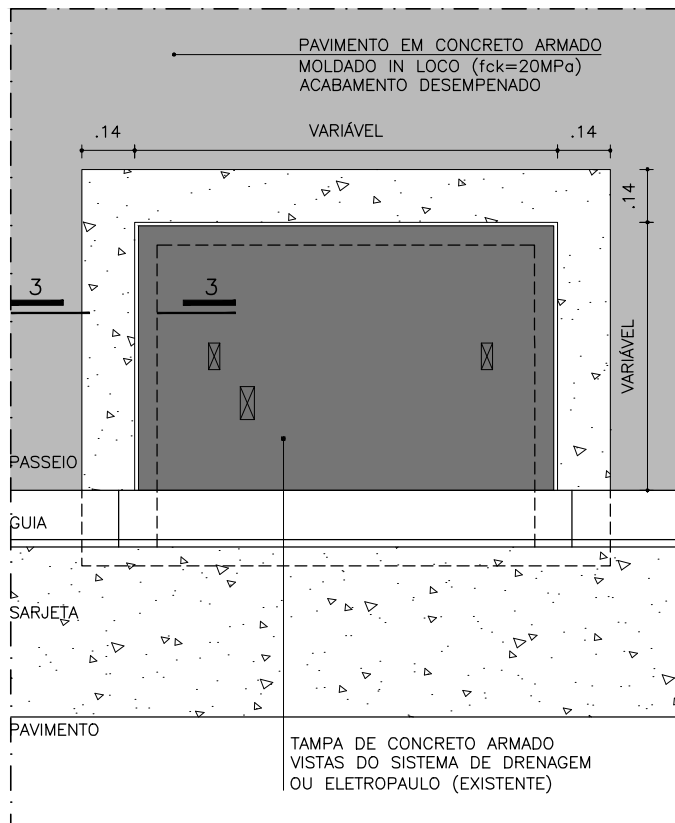 PAVIMENTO EM CONCRETO ARMADO
MOLDADO IN LOCO (fck=20MPa)
ACABAMENTO DESEMPENADO
.14
VARIÁVEL
.14
.14
3
3
VARIÁVEL
PASSEIO
GUIA
SARJETA
PAVIMENTO
TAMPA DE CONCRETO ARMADO
VISTAS DO SISTEMA DE DRENAGEM
OU ELETROPAULO (EXISTENTE)